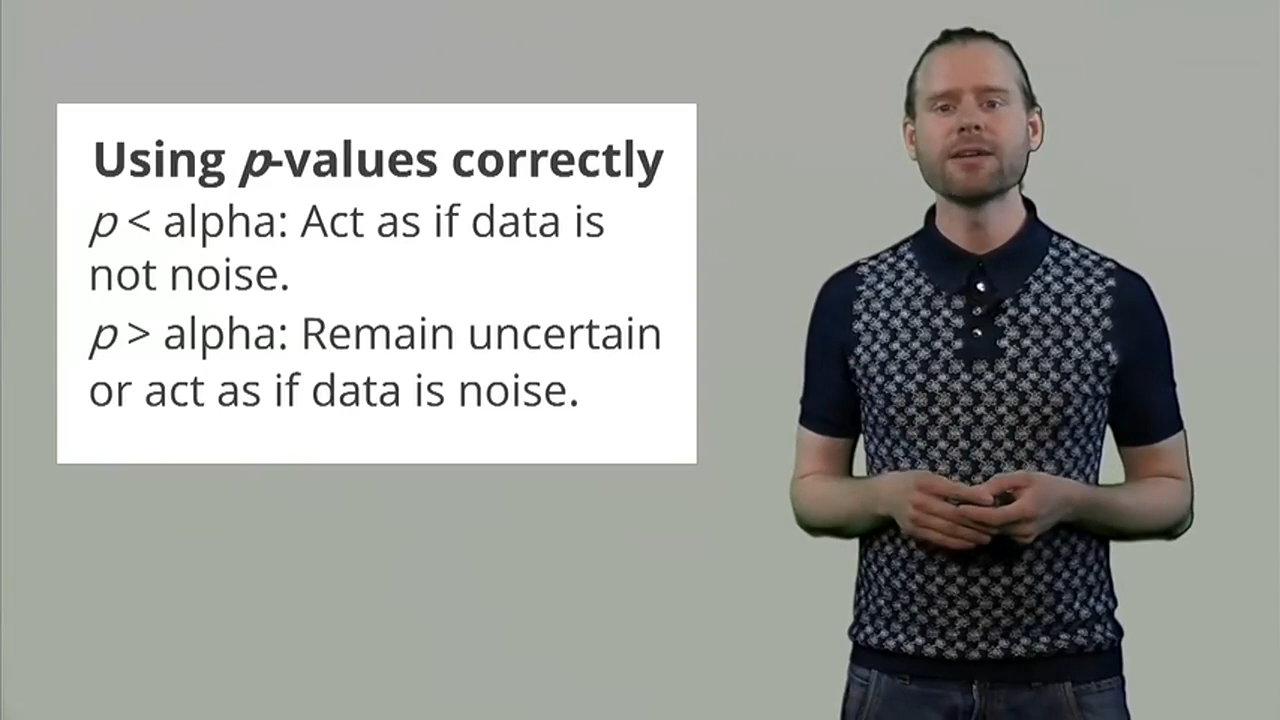 Using p-values correctly
p < alpha: Act as if data is
not noise.
p > alpha: Remain uncertain
or act as if data is noise.